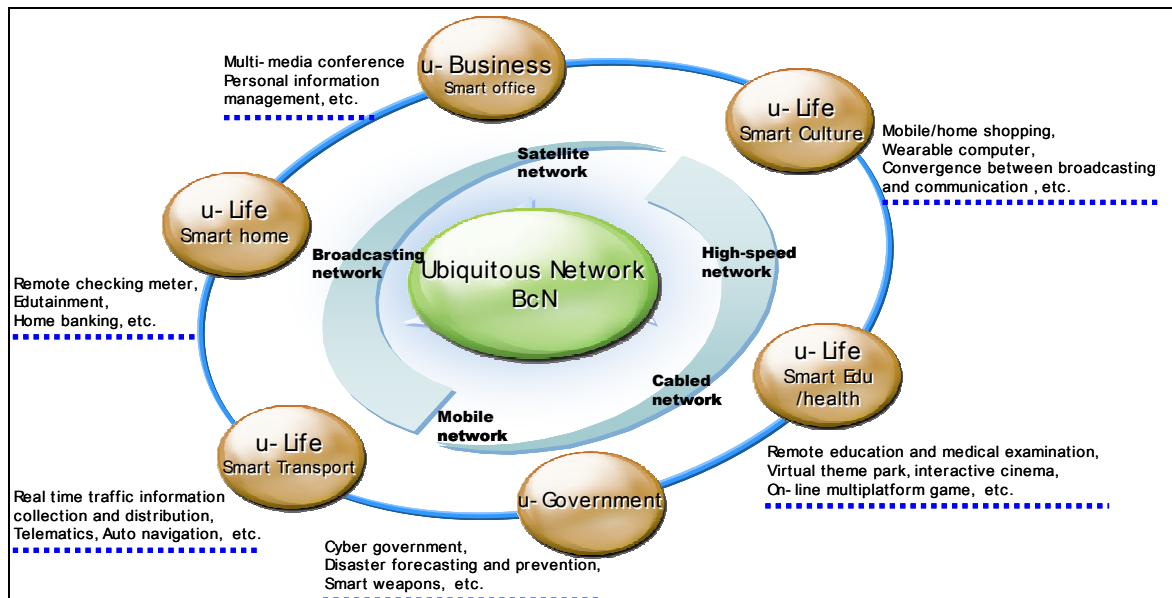 Multi-media conference
Personal information
management, etc.
u-Business
Smart office
u-Life
Smart Culture
Mobile/home shopping,
Wearable computer,
Convergence between broadcasting
and communication , etc.
Satellite
network
u-Life
Smart home
Broadcasting
network
High-speed
network
Ubiquitous Network
BcN
Remote checking meter,
Edutainment,
Home banking, etc.
u-Life
Smart Edu
/health
Cabled
network
Mobile
network
u-Life
Smart Transport
Remote education and medical examination,
Virtual theme park, interactive cinema,
On-line multiplatform game, etc.
u-Government
Real time traffic information
collection and distribution,
Telematics, Auto navigation, etc.
Cyber government,
Disaster forecasting and prevention,
Smart weapons, etc.